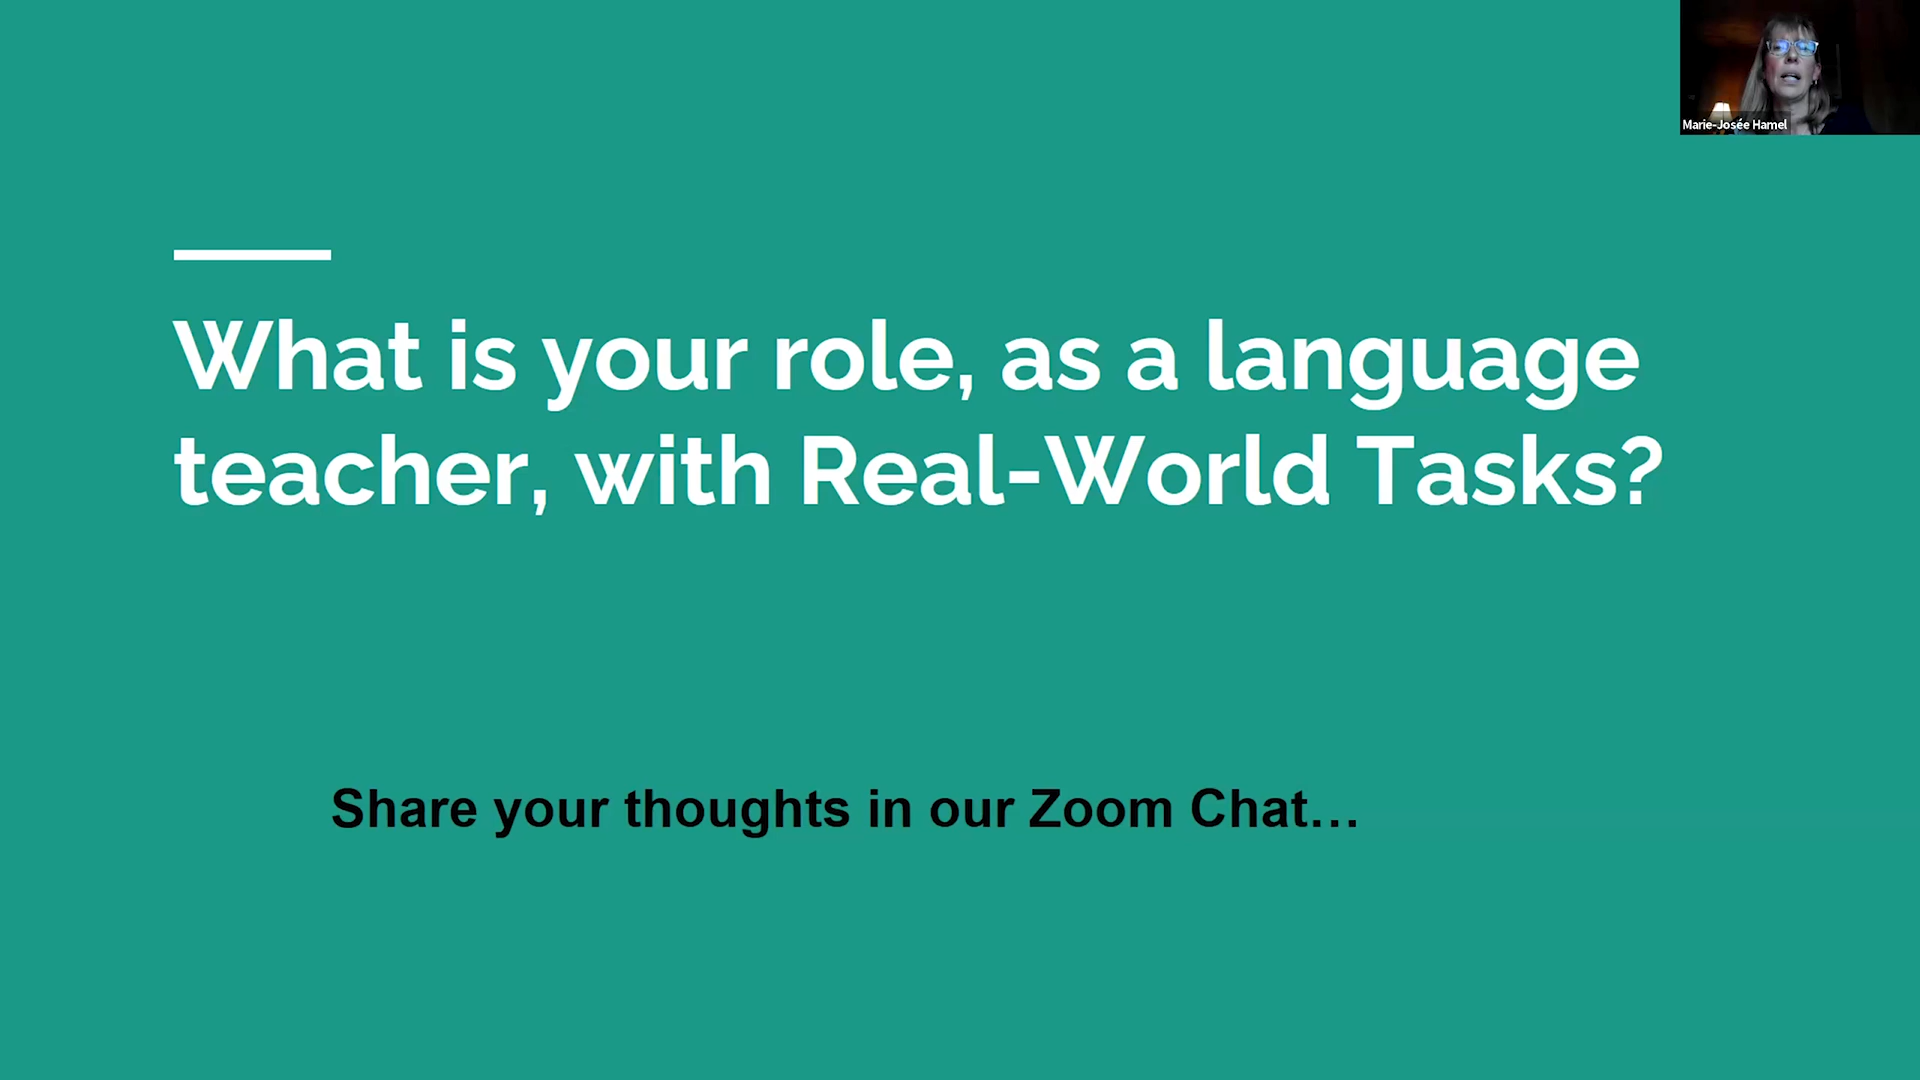 Marie-Josée Hamel
What is your role, as a language
teacher, with Real-World Tasks?
Share your thoughts in our Zoom Chat...